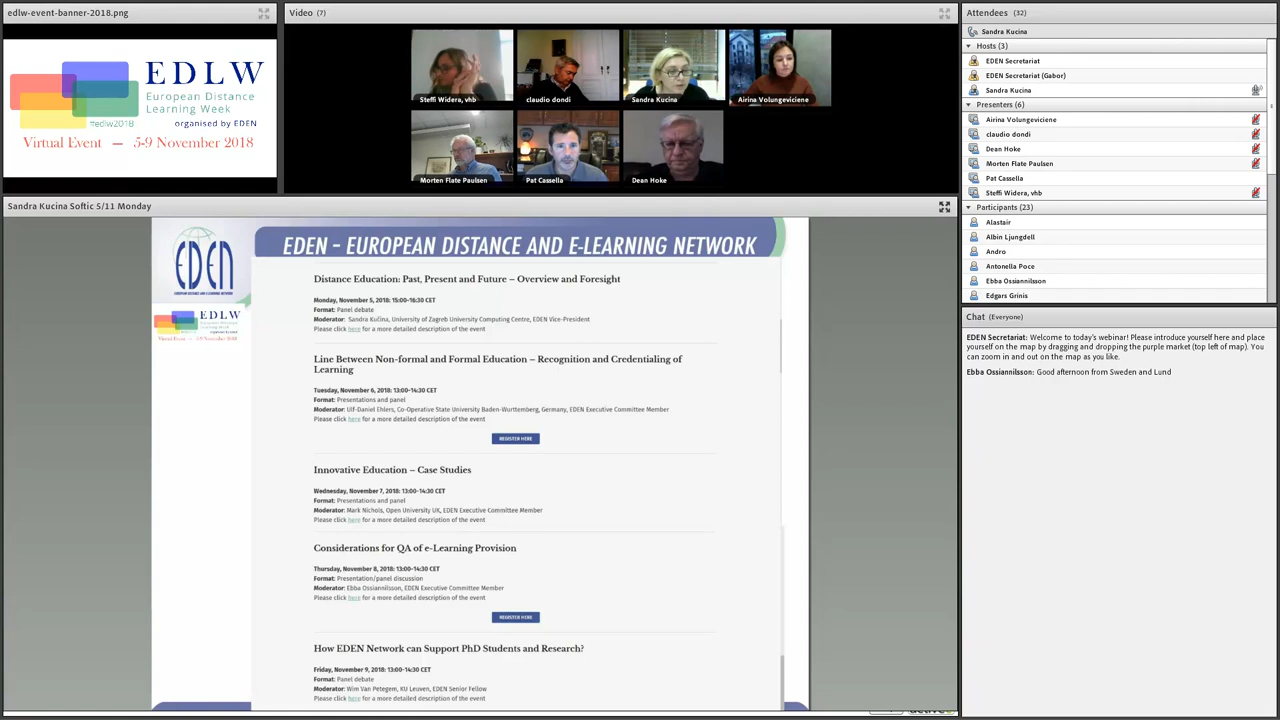 edlw-event-banner-2018.png
EDLW
European Distance
Learning Week
#edlw2018
organised by EDEN
Virtual Event — 5-9 November 2018
Video (7)
Steffi Widera, vhb
claudio dondi
Sandra Kucina
Airina Volungeviciene
Morten Flate Paulsen
Pat Cassella
Dean Hoke
Sandra Kucina Softic 5/11 Monday
EDEN
EUROPEAN DISTANCE AND E-LEARNING NETWORK
EDLW
European Distance
Learning Week
Virtual Event — 5-9 November 2018
EDEN - EUROPEAN DISTANCE AND E-LEARNING NETWORK
Distance Education: Past, Present and Future – Overview and Foresight
Monday, November 5, 2018: 15:00-16:30 CET
Format: Panel debate
Moderator: Sandra Kučina, University of Zagreb University Computing Centre, EDEN Vice-President
Please click here for a more detailed description of the event
Line Between Non-formal and Formal Education – Recognition and Credentialing of
Learning
Tuesday, November 6, 2018: 13:00-14:30 CET
Format: Presentations and panel
Moderator: Ulf-Daniel Ehlers, Co-Operative State University Baden-Wurttemberg, Germany, EDEN Executive Committee Member
Please click here for a more detailed description of the event
REGISTER HERE
Innovative Education – Case Studies
Wednesday, November 7, 2018: 13:00-14:30 CET
Format: Presentations and panel
Moderator: Mark Nichols, Open University UK, EDEN Executive Committee Member
Please click here for a more detailed description of the event
Considerations for QA of e-Learning Provision
Thursday, November 8, 2018: 13:00-14:30 CET
Format: Presentation/panel discussion
Moderator: Ebba Ossiannilsson, EDEN Executive Committee Member
Please click here for a more detailed description of the event
REGISTER HERE
How EDEN Network can Support PhD Students and Research?
Friday, November 9, 2018: 13:00-14:30 CET
Format: Panel debate
Moderator: Wim Van Petegem, KU Leuven, EDEN Senior Fellow
Please click here for a more detailed description of the event
Attendees (32)
Sandra Kucina
Hosts (3)
EDEN Secretariat
EDEN Secretariat (Gabor)
Sandra Kucina
Presenters (6)
Airina Volungeviciene
claudio dondi
Dean Hoke
Morten Flate Paulsen
Pat Cassella
Steffi Widera, vhb
Participants (23)
Alastair
Albin Ljungdell
Andro
Antonella Poce
Ebba Ossiannilsson
Edgars Grinis
Chat (Everyone)
EDEN Secretariat: Welcome to today's webinar! Please introduce yourself here and place
yourself on the map by dragging and dropping the purple market (top left of map). You
can zoom in and out on the map as you like.
Ebba Ossiannilsson: Good afternoon from Sweden and Lund